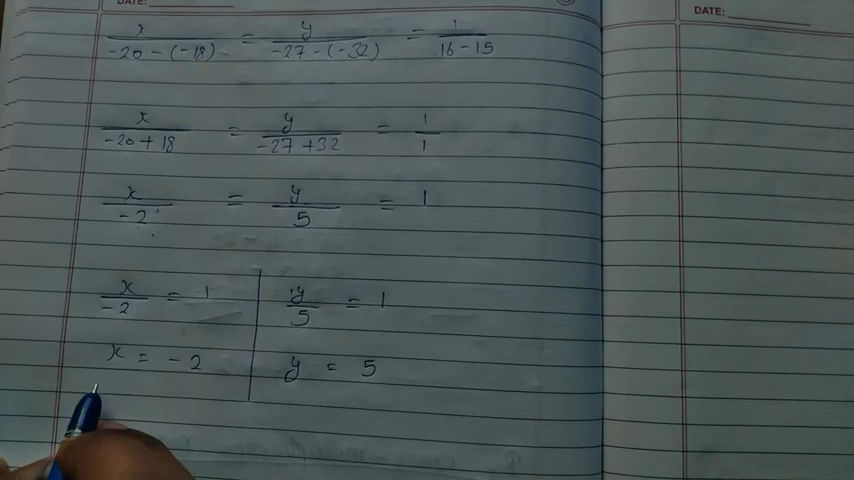 DATE: DATE:
x / -20 - (-18) = y / -27 - (-32) = 1 / 16 - 15
x / -20 + 18 = y / -27 + 32 = 1 / 1
x / -2 = y / 5 = 1
x / -2 = 1 | y / 5 = 1
x = -2 | y = 5